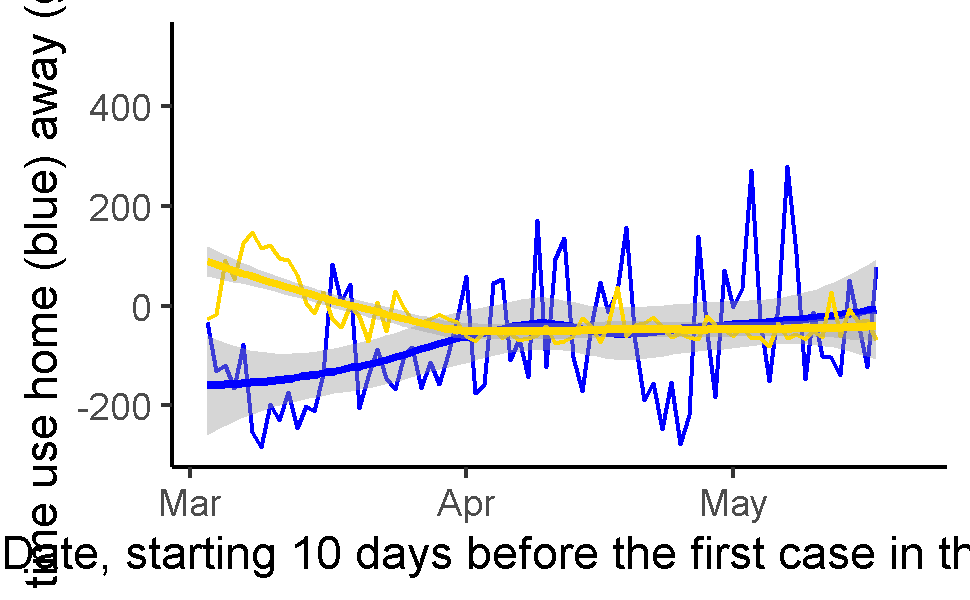 time use home (blue) away (
400
200
0
-200
Mar Apr May
Date, starting 10 days before the first case in th